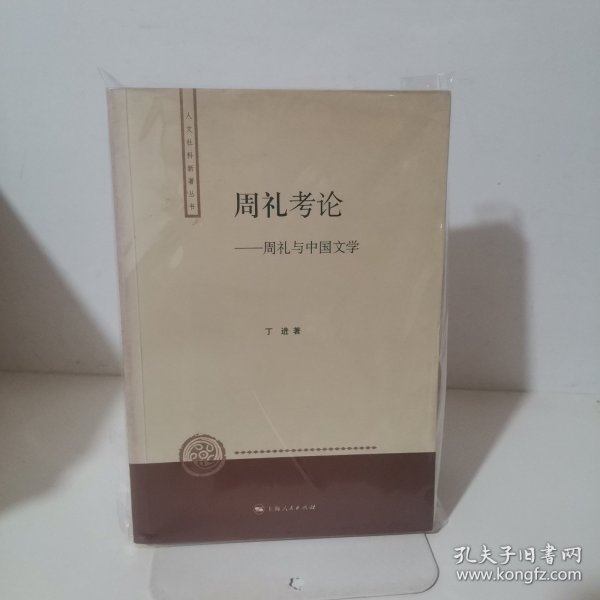 人文社科新著丛书
周礼考论
——周礼与中国文学
丁 进 著
上海人民出版社
孔夫子旧书网
www.kongfz.com